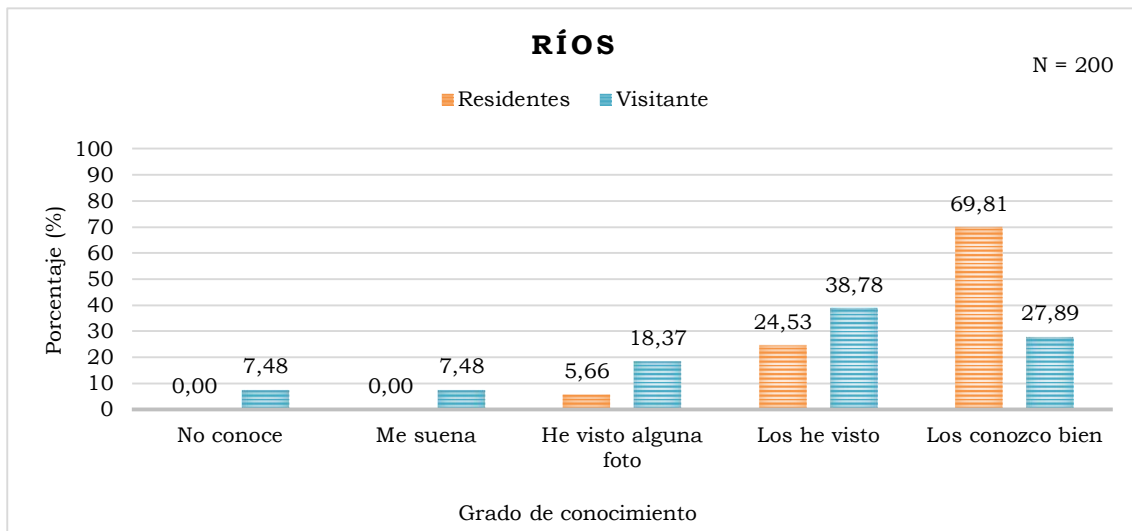 RÍOS
N = 200
Residentes Visitante
Porcentaje (%)
100
90
80
70
60
50
40
30
20
10
0
0,00 7,48 0,00 7,48 5,66 18,37 24,53 38,78 69,81 27,89
No conoce Me suena He visto alguna Los he visto Los conozco bien
foto
Grado de conocimiento